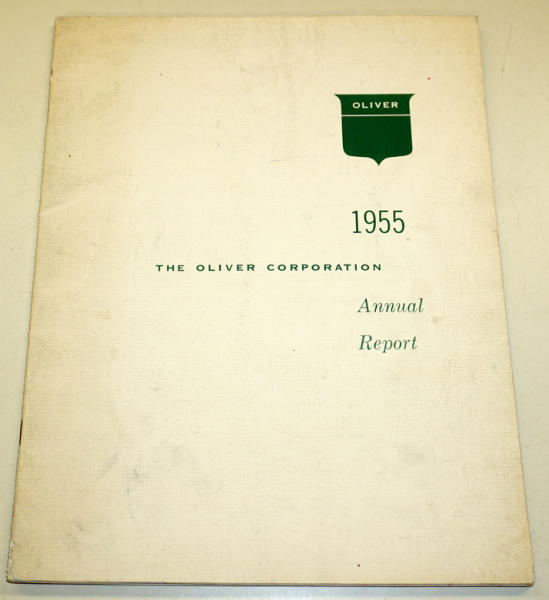 OLIVER
1955
THE OLIVER CORPORATION
Annual
Report